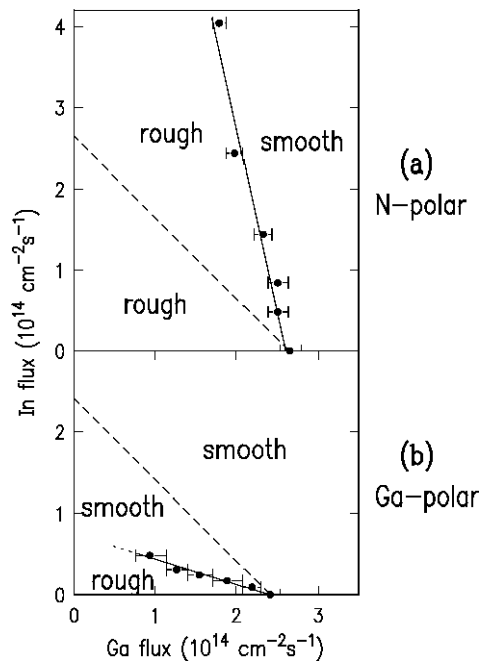 4
3
2
1
0
rough
smooth
rough
(a)
N-polar
In flux (10¹⁴ cm⁻²s⁻¹)
2
1
0
smooth
smooth
rough
(b)
Ga-polar
0 1 2 3
Ga flux (10¹⁴ cm⁻²s⁻¹)